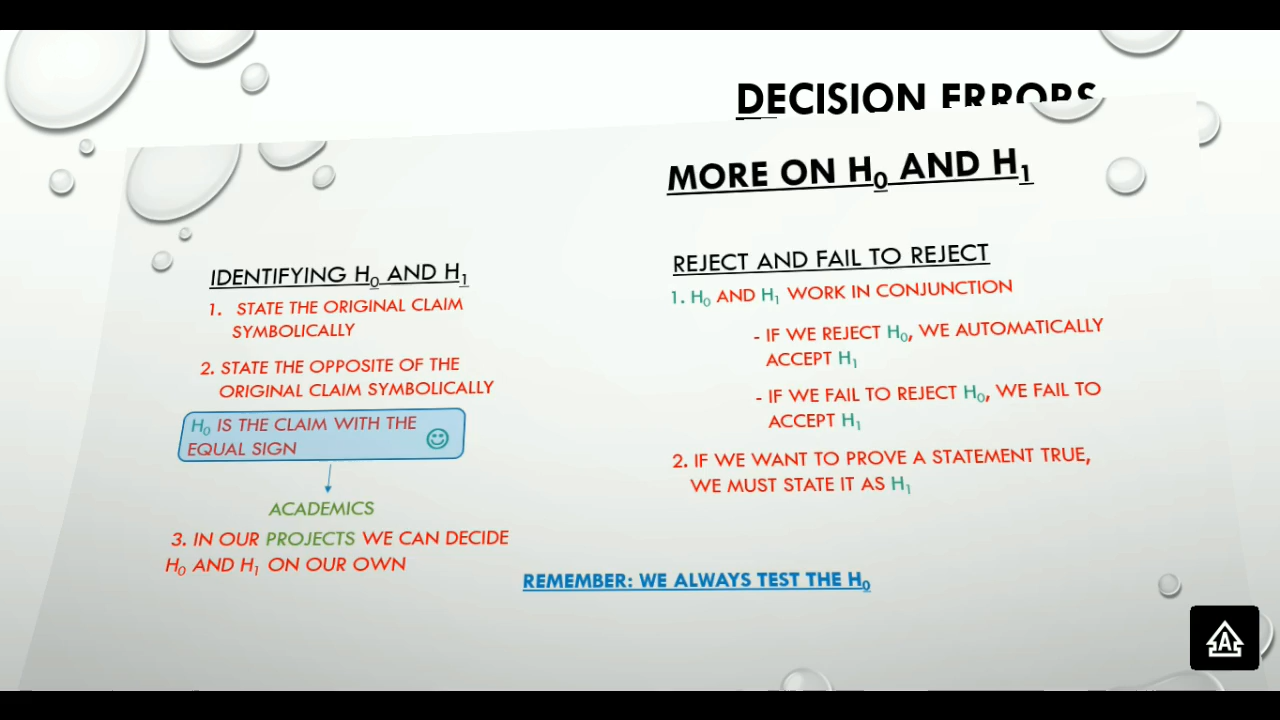 DECISION ERRORS
MORE ON H₀ AND H₁
IDENTIFYING H₀ AND H₁
1. STATE THE ORIGINAL CLAIM
SYMBOLICALLY
2. STATE THE OPPOSITE OF THE
ORIGINAL CLAIM SYMBOLICALLY
H₀ IS THE CLAIM WITH THE
EQUAL SIGN
ACADEMICS
3. IN OUR PROJECTS WE CAN DECIDE
H₀ AND H₁ ON OUR OWN
REJECT AND FAIL TO REJECT
1. H₀ AND H₁ WORK IN CONJUNCTION
- IF WE REJECT H₀, WE AUTOMATICALLY
ACCEPT H₁
- IF WE FAIL TO REJECT H₀, WE FAIL TO
ACCEPT H₁
2. IF WE WANT TO PROVE A STATEMENT TRUE,
WE MUST STATE IT AS H₁
REMEMBER: WE ALWAYS TEST THE H₀
A